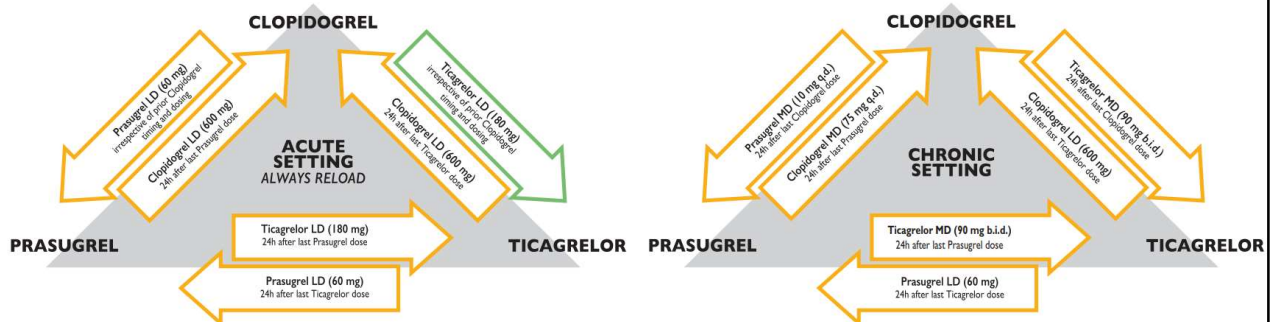 CLOPIDOGREL
Prasugrel LD (60 mg)
irrespective of prior Clopidogrel
timing and dosing
Clopidogrel LD (600 mg)
24h after last Prasugrel dose
Ticagrelor LD (180 mg)
irrespective of prior Clopidogrel
timing and dosing
Clopidogrel LD (600 mg)
24h after last Ticagrelor dose
ACUTE
SETTING
ALWAYS RELOAD
Ticagrelor LD (180 mg)
24h after last Prasugrel dose
PRASUGREL
TICAGRELOR
Prasugrel LD (60 mg)
24h after last Ticagrelor dose
CLOPIDOGREL
Prasugrel MD (10 mg q.d.)
24h after last Clopidogrel dose
Clopidogrel MD (75 mg q.d.)
24h after last Prasugrel dose
Ticagrelor MD (90 mg b.i.d.)
24h after last Clopidogrel dose
Clopidogrel LD (600 mg)
24h after last Ticagrelor dose
CHRONIC
SETTING
Ticagrelor MD (90 mg b.i.d.)
24h after last Prasugrel dose
PRASUGREL
TICAGRELOR
Prasugrel LD (60 mg)
24h after last Ticagrelor dose